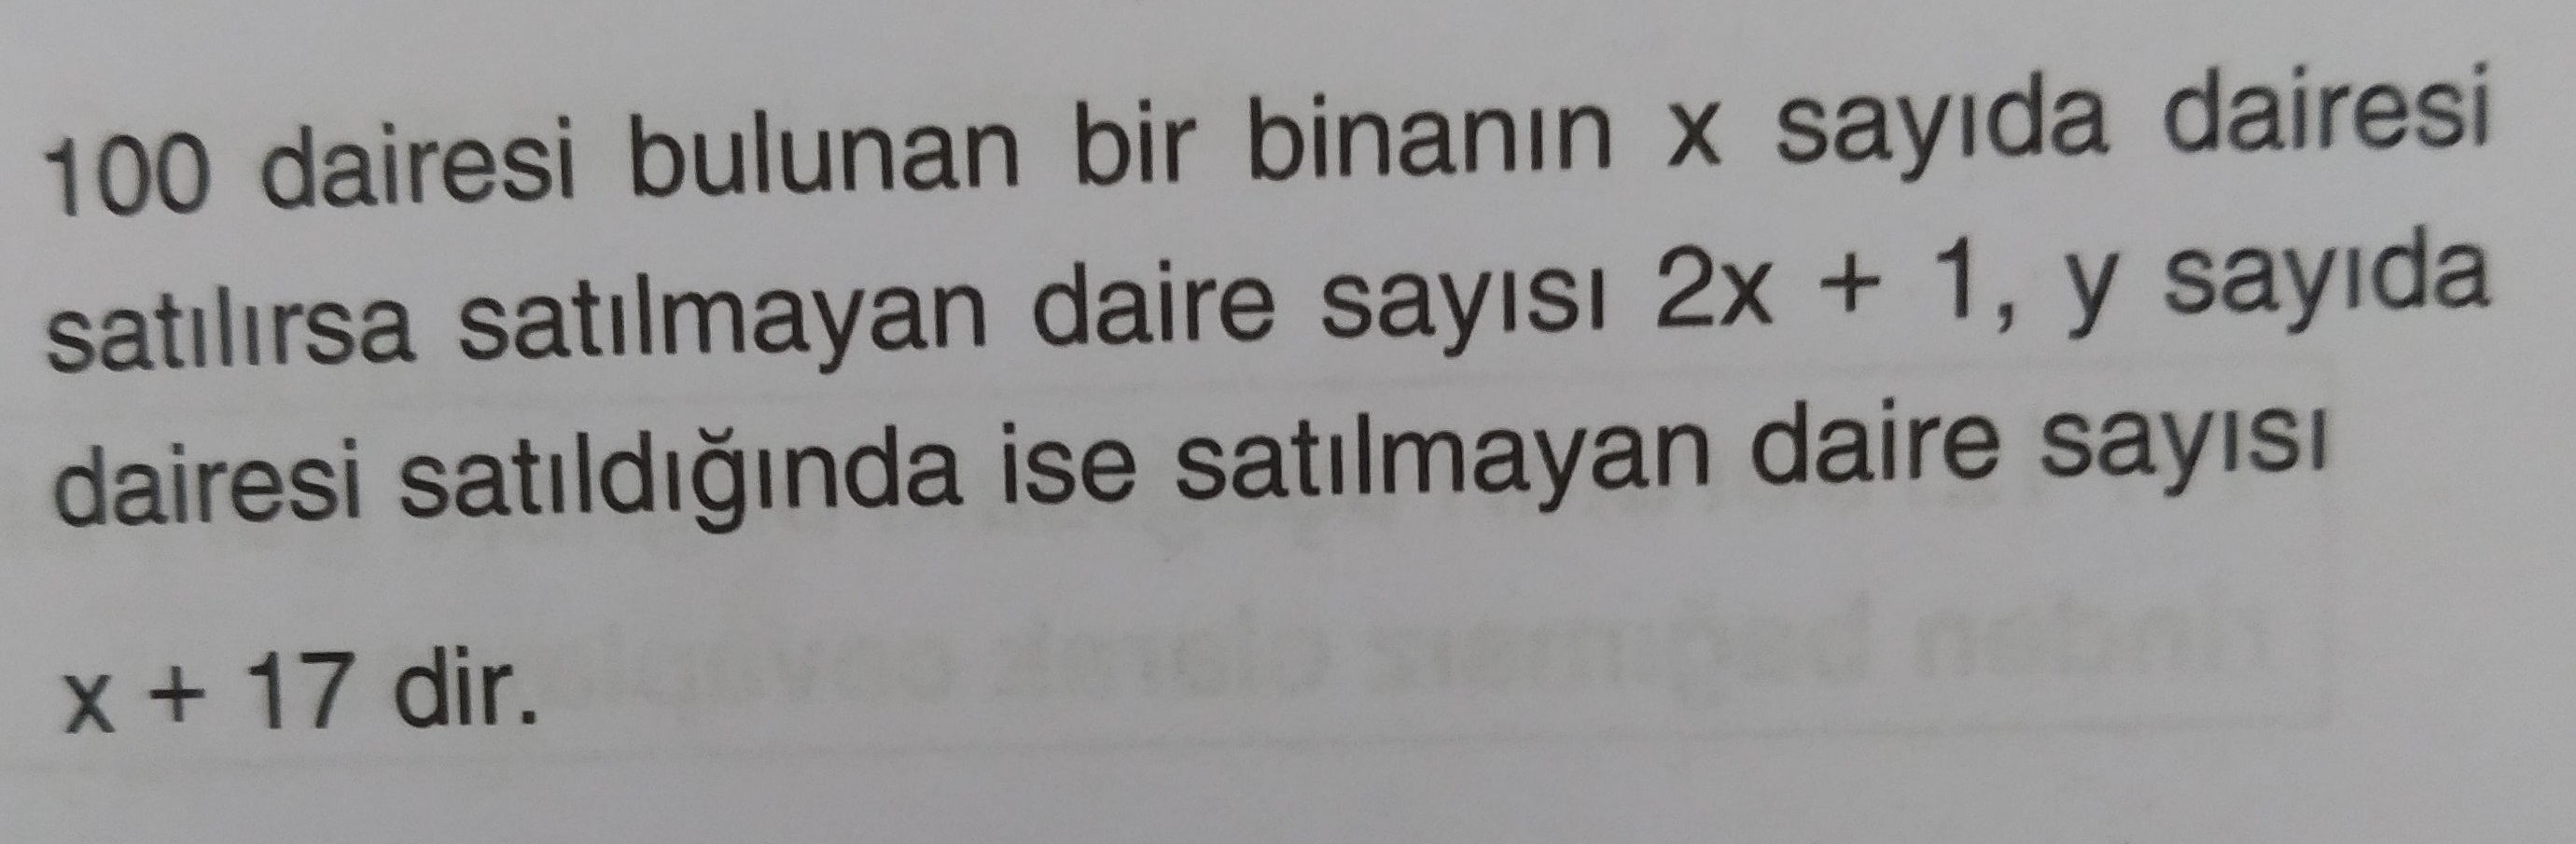 100 dairesi bulunan bir binanın x sayıda dairesi
satılırsa satılmayan daire sayısı 2x + 1, y sayıda
dairesi satıldığında ise satılmayan daire sayısı
x + 17 dir.